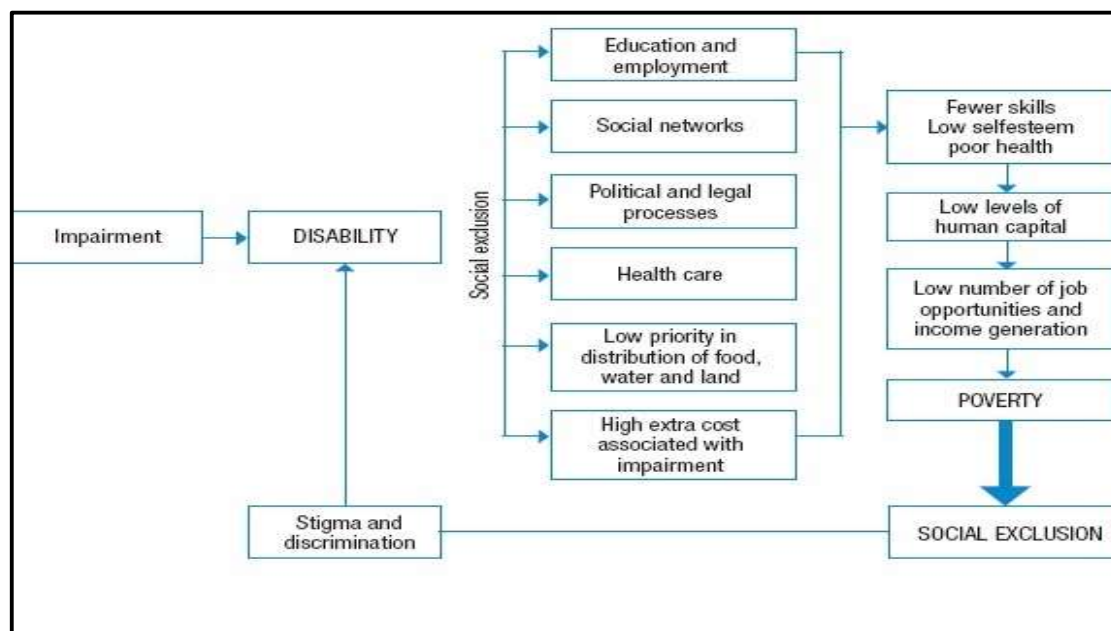 Impairment
DISABILITY
Stigma and
discrimination
Social exclusion
Education and
employment
Social networks
Political and legal
processes
Health care
Low priority in
distribution of food,
water and land
High extra cost
associated with
impairment
Fewer skills
Low selfesteem
poor health
Low levels of
human capital
Low number of job
opportunities and
income generation
POVERTY
SOCIAL EXCLUSION